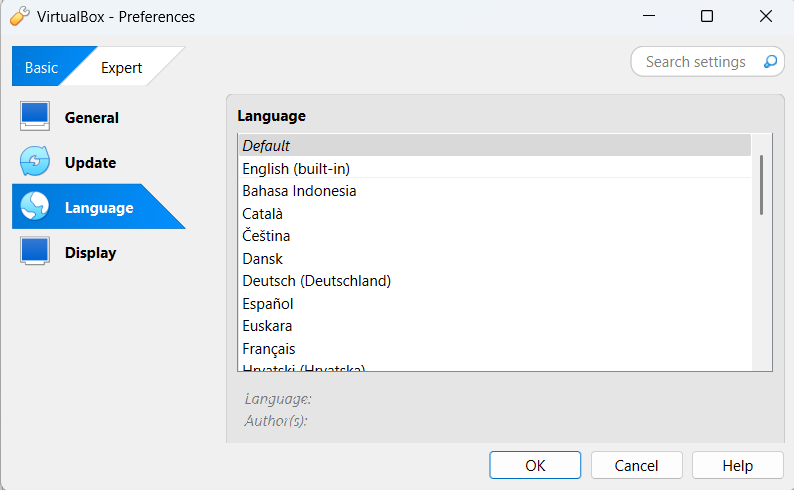 VirtualBox - Preferences
Basic
Expert
Search settings
General
Update
Language
Display
Language
Default
English (built-in)
Bahasa Indonesia
Català
Čeština
Dansk
Deutsch (Deutschland)
Español
Euskara
Français
Hrvatski (Hrvatska)
Language:
Author(s):
OK
Cancel
Help